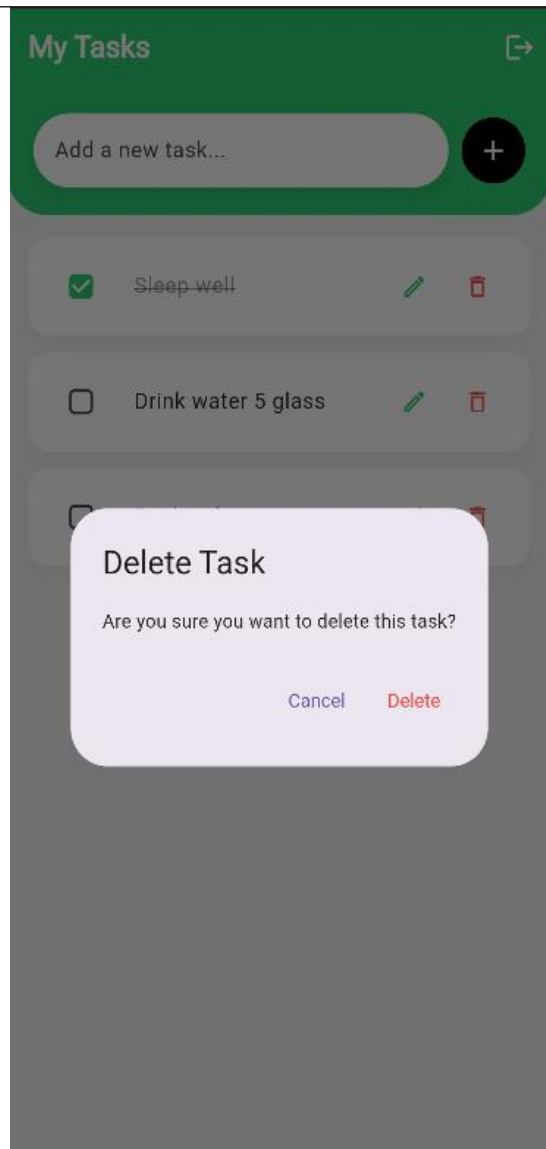 My Tasks
Add a new task...
Sleep well
Drink water 5 glass
Delete Task
Are you sure you want to delete this task?
Cancel Delete